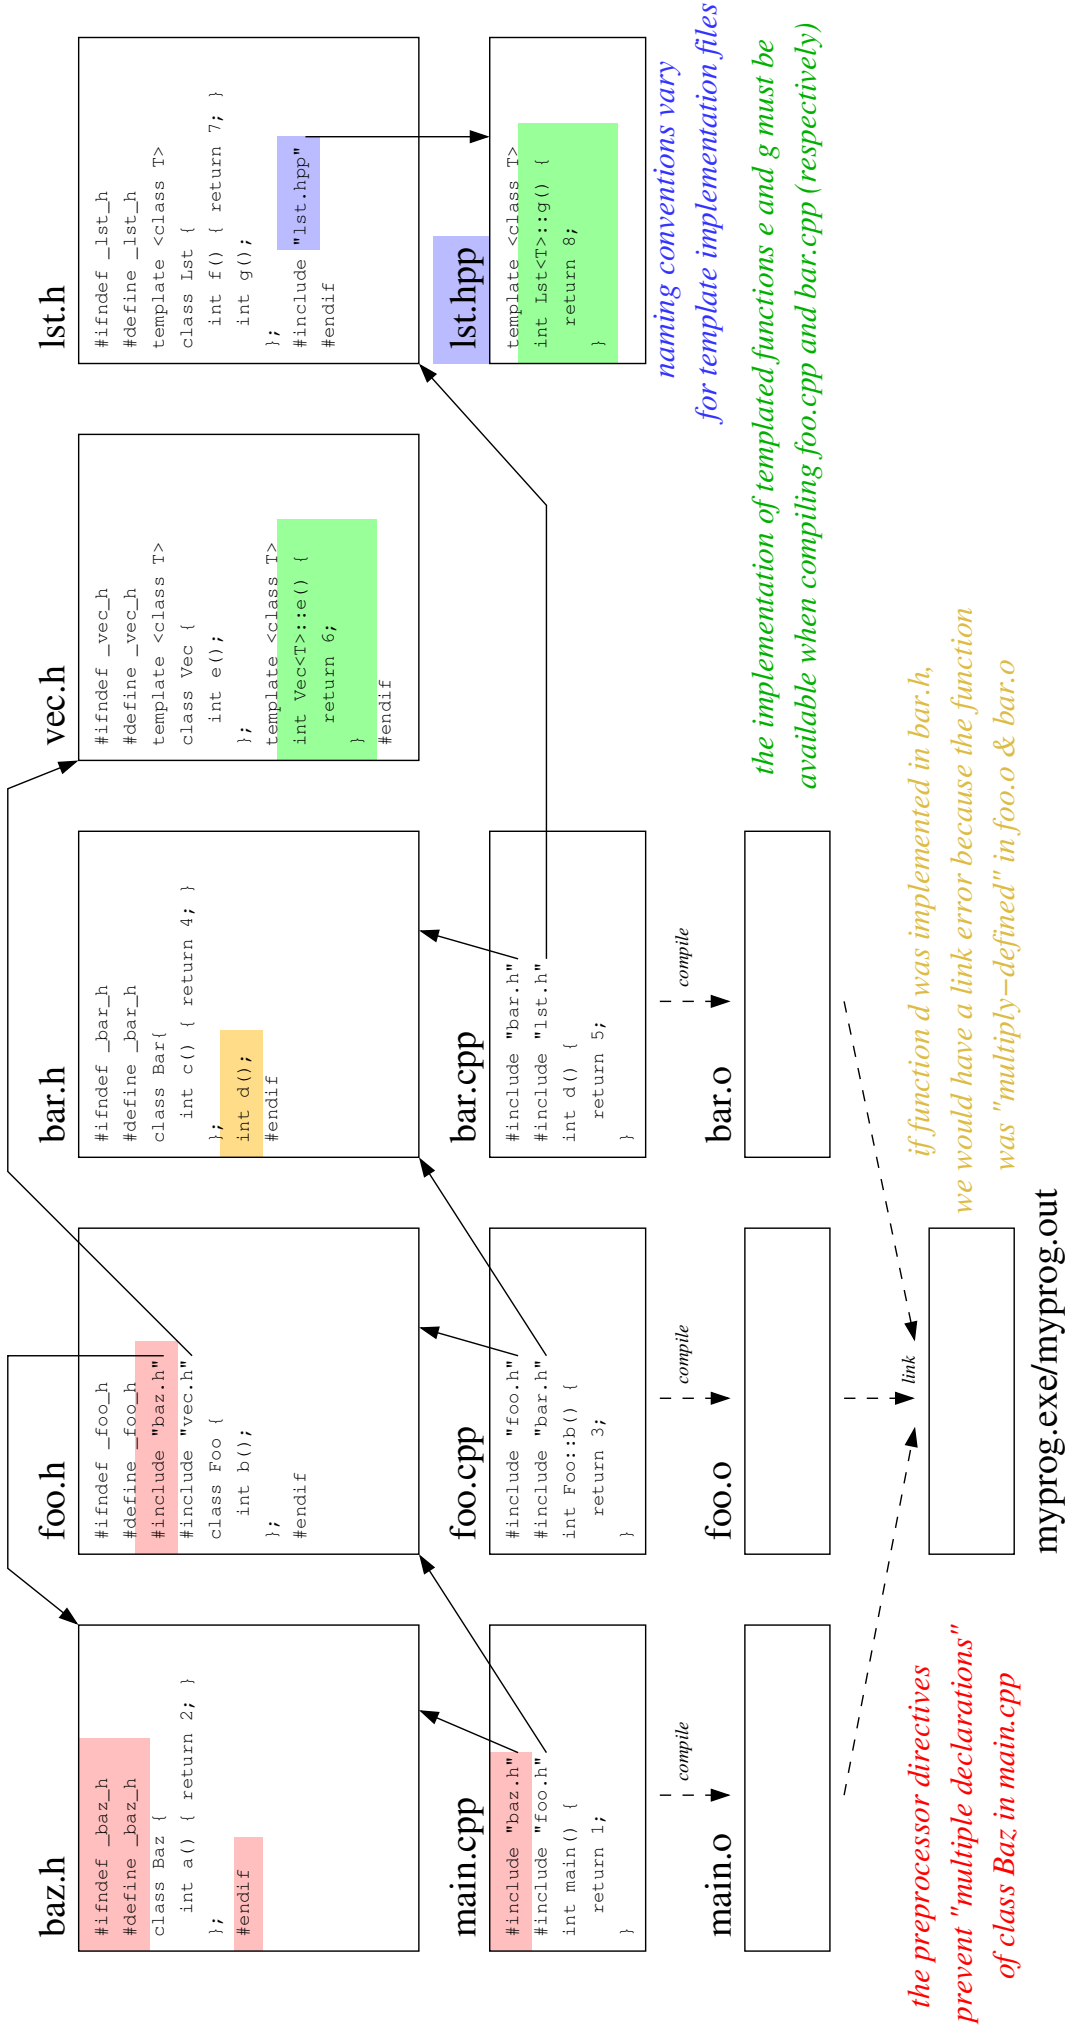 baz.h
#ifndef _baz_h
#define _baz_h
class Baz {
int a() { return 2; }
};
#endif
foo.h
#ifndef _foo_h
#define _foo_h
#include "baz.h"
#include "vec.h"
class Foo {
int b();
};
#endif
bar.h
#ifndef _bar_h
#define _bar_h
class Bar{
int c() { return 4; }
};
int d();
#endif
vec.h
#ifndef _vec_h
#define _vec_h
template <class T>
class Vec {
int e();
};
template <class T>
int Vec<T>::e() {
return 6;
}
#endif
lst.h
#ifndef _lst_h
#define _lst_h
template <class T>
class Lst {
int f() { return 7; }
int g();
};
#include "lst.hpp"
#endif
main.cpp
#include "baz.h"
#include "foo.h"
int main() {
return 1;
}
foo.cpp
#include "foo.h"
#include "bar.h"
int Foo::b() {
return 3;
}
bar.cpp
#include "bar.h"
#include "lst.h"
int d() {
return 5;
}
lst.hpp
template <class T>
int Lst<T>::g() {
return 8;
}
naming conventions vary
for template implementation files
compile
compile
compile
main.o
foo.o
bar.o
the implementation of templated functions e and g must be
available when compiling foo.cpp and bar.cpp (respectively)
link
the preprocessor directives
prevent "multiple declarations"
of class Baz in main.cpp
if function d was implemented in bar.h,
we would have a link error because the function
was "multiply−defined" in foo.o & bar.o
myprog.exe/myprog.out